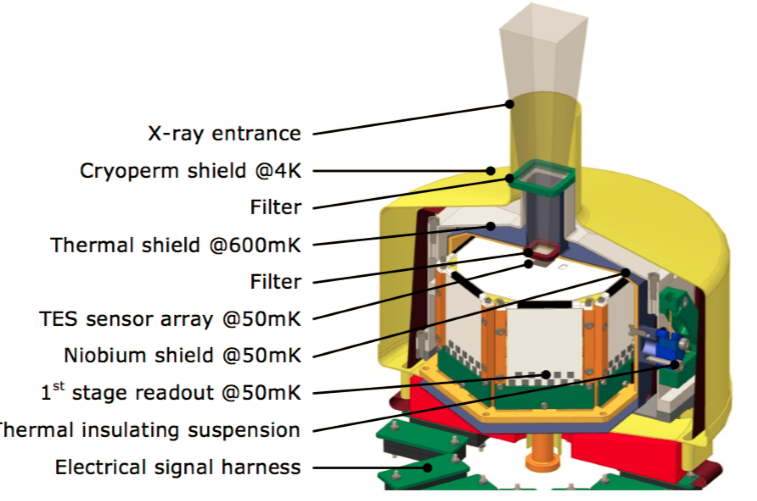 X-ray entrance
Cryoperm shield @4K
Filter
Thermal shield @600mK
Filter
TES sensor array @50mK
Niobium shield @50mK
1st stage readout @50mK
Thermal insulating suspension
Electrical signal harness